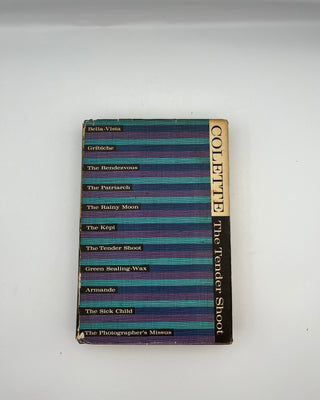 Bella-Vista
Gribiche
The Rendezvous
The Patriarch
The Rainy Moon
The Képi
The Tender Shoot
Green Sealing-Wax
Armande
The Sick Child
The Photographer's Missus
COLETTE
The Tender Shoot